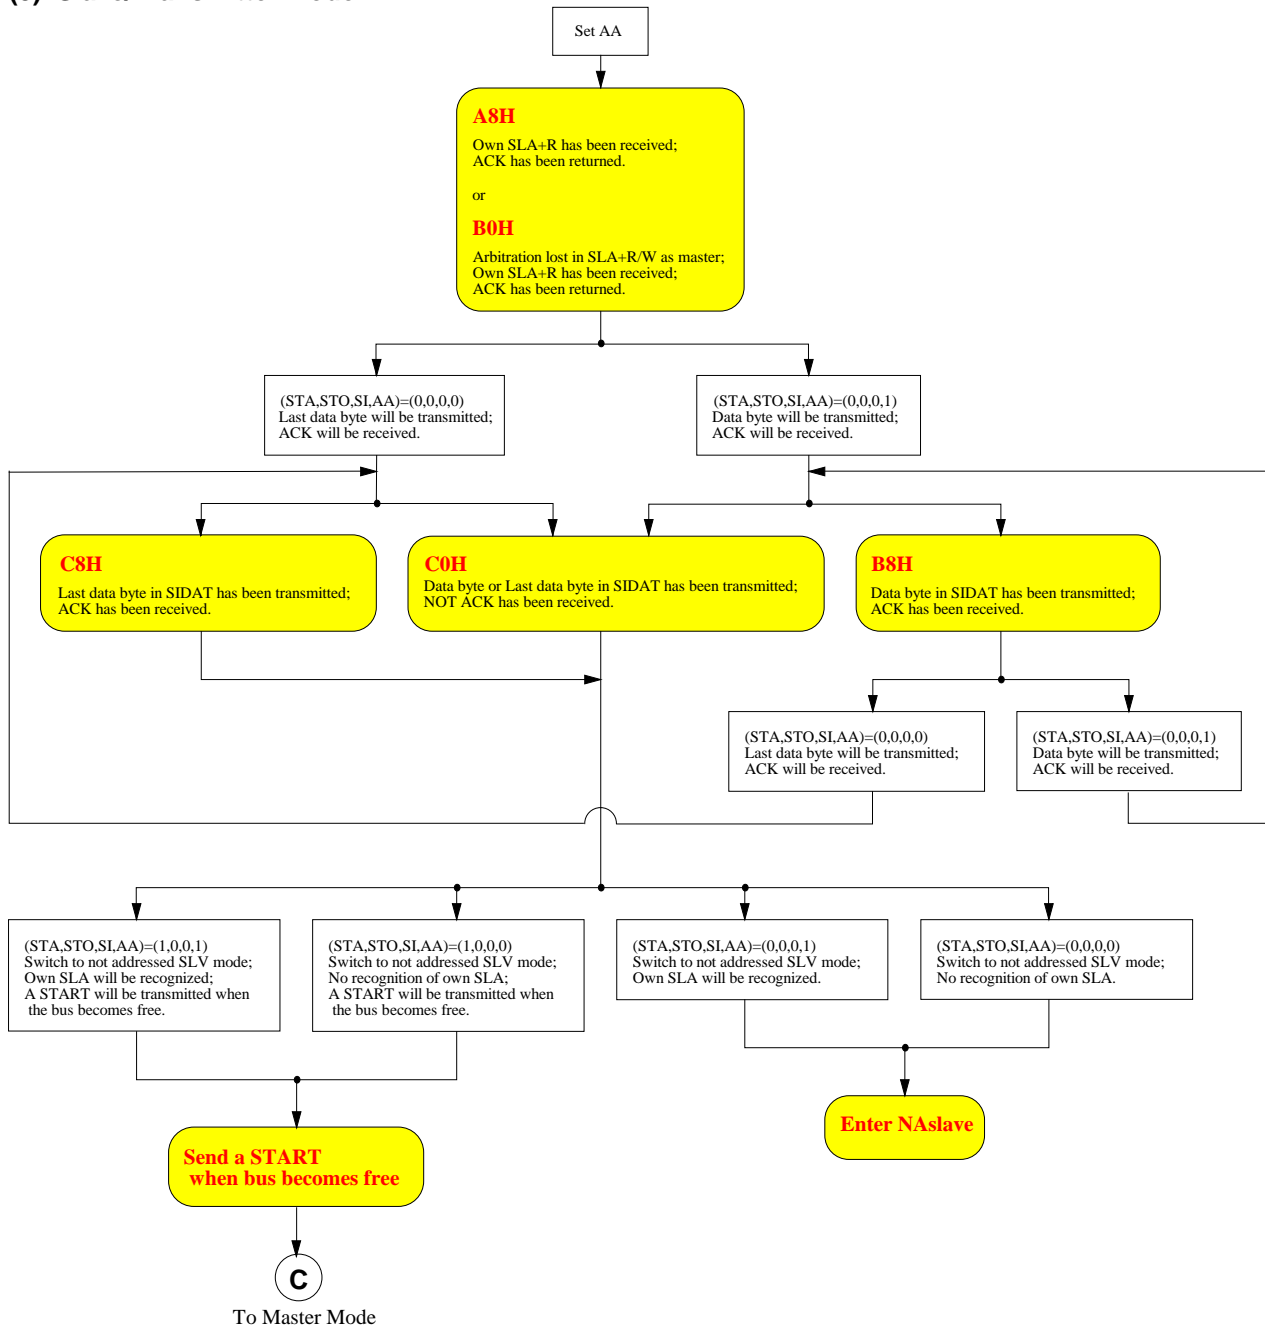 Set AA
A8H
Own SLA+R has been received;
ACK has been returned.
or
B0H
Arbitration lost in SLA+R/W as master;
Own SLA+R has been received;
ACK has been returned.
(STA,STO,SI,AA)=(0,0,0,0)
Last data byte will be transmitted;
ACK will be received.
(STA,STO,SI,AA)=(0,0,0,1)
Data byte will be transmitted;
ACK will be received.
C8H
Last data byte in SIDAT has been transmitted;
ACK has been received.
C0H
Data byte or Last data byte in SIDAT has been transmitted;
NOT ACK has been received.
B8H
Data byte in SIDAT has been transmitted;
ACK has been received.
(STA,STO,SI,AA)=(0,0,0,0)
Last data byte will be transmitted;
ACK will be received.
(STA,STO,SI,AA)=(0,0,0,1)
Data byte will be transmitted;
ACK will be received.
(STA,STO,SI,AA)=(1,0,0,1)
Switch to not addressed SLV mode;
Own SLA will be recognized;
A START will be transmitted when
the bus becomes free.
(STA,STO,SI,AA)=(1,0,0,0)
Switch to not addressed SLV mode;
No recognition of own SLA;
A START will be transmitted when
the bus becomes free.
(STA,STO,SI,AA)=(0,0,0,1)
Switch to not addressed SLV mode;
Own SLA will be recognized.
(STA,STO,SI,AA)=(0,0,0,0)
Switch to not addressed SLV mode;
No recognition of own SLA.
Enter NAslave
Send a START
when bus becomes free
C
To Master Mode